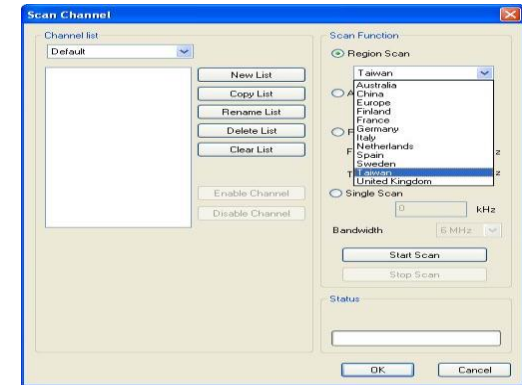 Scan Channel
Channel list
Default
New List
Copy List
Rename List
Delete List
Clear List
Enable Channel
Disable Channel
Scan Function
Region Scan
Taiwan
Australia
A China
Europe
Finland
France
F Germany
Italy
F Netherlands
Spain z
Sweden
T Taiwan z
United Kingdom
Single Scan
0 kHz
Bandwidth 6 MHz
Start Scan
Stop Scan
Status
OK Cancel